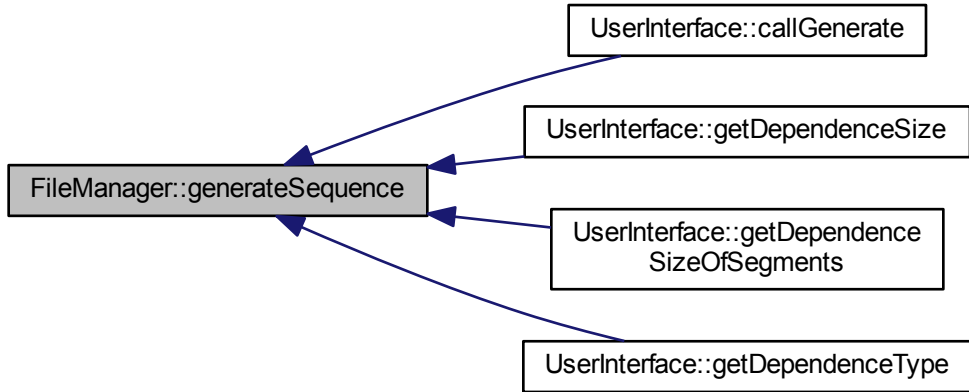 UserInterface::callGenerate
UserInterface::getDependenceSize
FileManager::generateSequence
UserInterface::getDependence
SizeOfSegments
UserInterface::getDependenceType